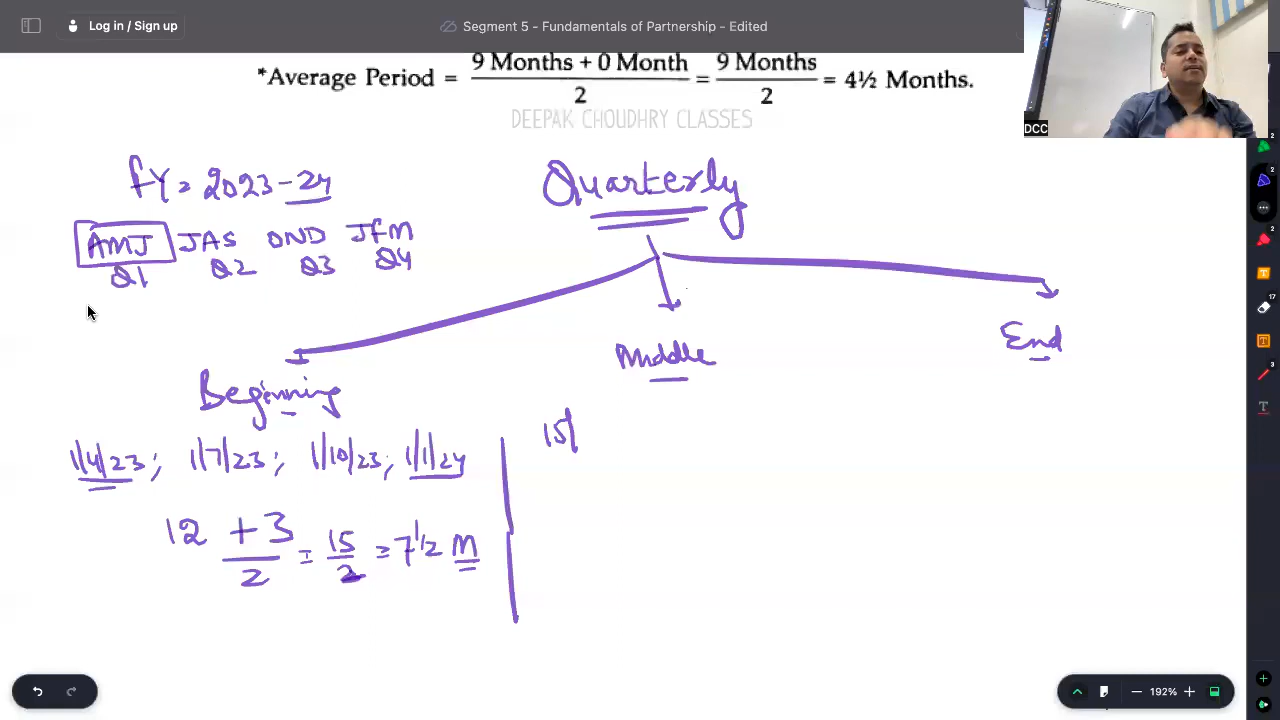 Log in / Sign up
Segment 5 - Fundamentals of Partnership - Edited
*Average Period = 9 Months + 0 Month / 2 = 9 Months / 2 = 4½ Months.
DEEPAK CHOUDHRY CLASSES
DCC
fY = 2023-24
Quarterly
AMJ JAS OND JFM
Q1 Q2 Q3 Q4
Beginning
Middle
End
1/4/23; 1/7/23; 1/10/23; 1/1/24
15/
12 + 3 / 2 = 15 / 2 = 7 1/2 M
192%